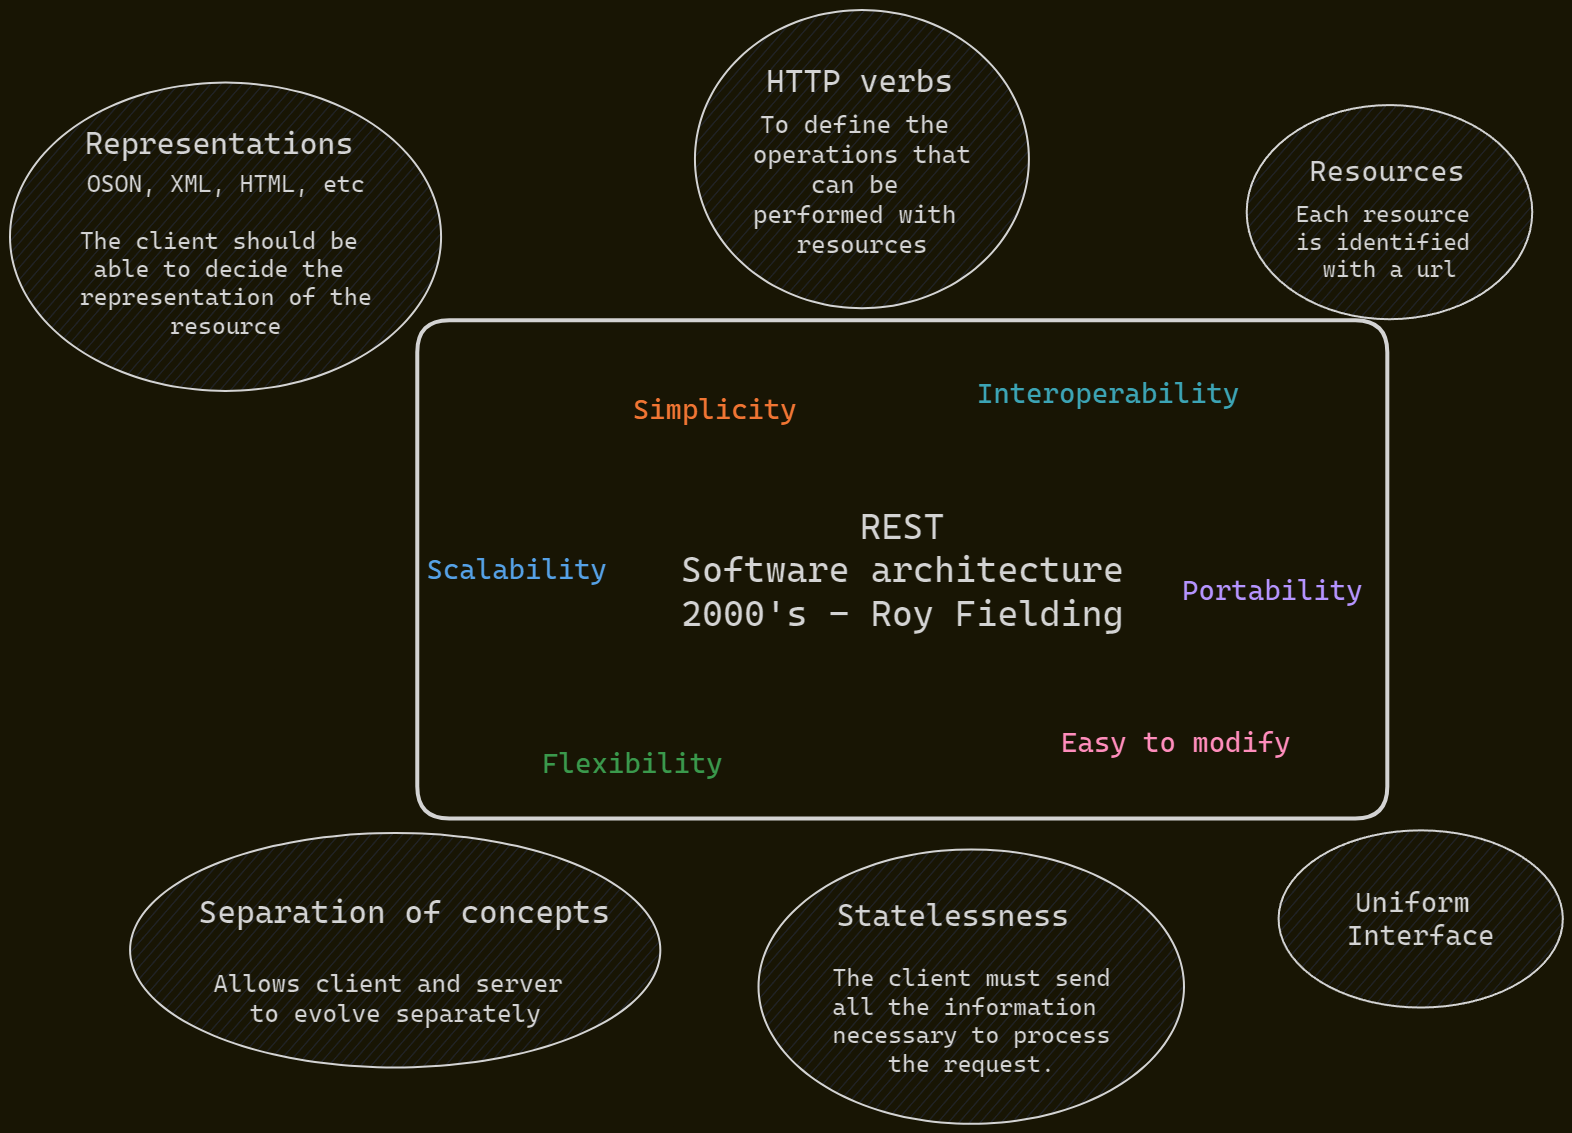 HTTP verbs
To define the
operations that
can be
performed with
resources
Representations
OSON, XML, HTML, etc
The client should be
able to decide the
representation of the
resource
Resources
Each resource
is identified
with a url
Simplicity
Interoperability
REST
Software architecture
2000's - Roy Fielding
Scalability
Portability
Flexibility
Easy to modify
Separation of concepts
Allows client and server
to evolve separately
Statelessness
The client must send
all the information
necessary to process
the request.
Uniform
Interface